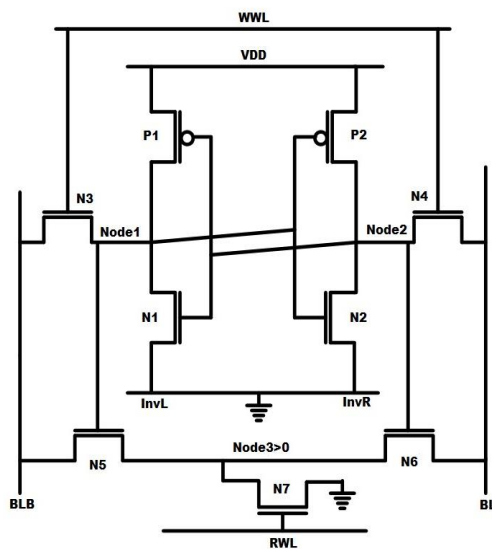 WWL
VDD
P1
P2
N3
N4
Node1
Node2
N1
N2
InvL
InvR
Node3>0
N5
N6
N7
BLB
BL
RWL